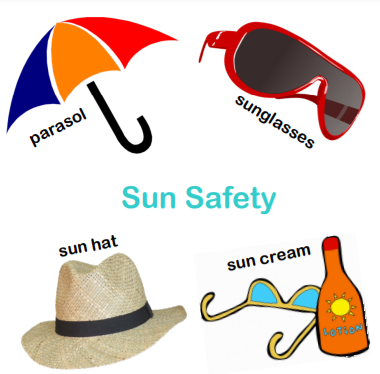 parasol
sunglasses
Sun Safety
sun hat
sun cream
LOTION